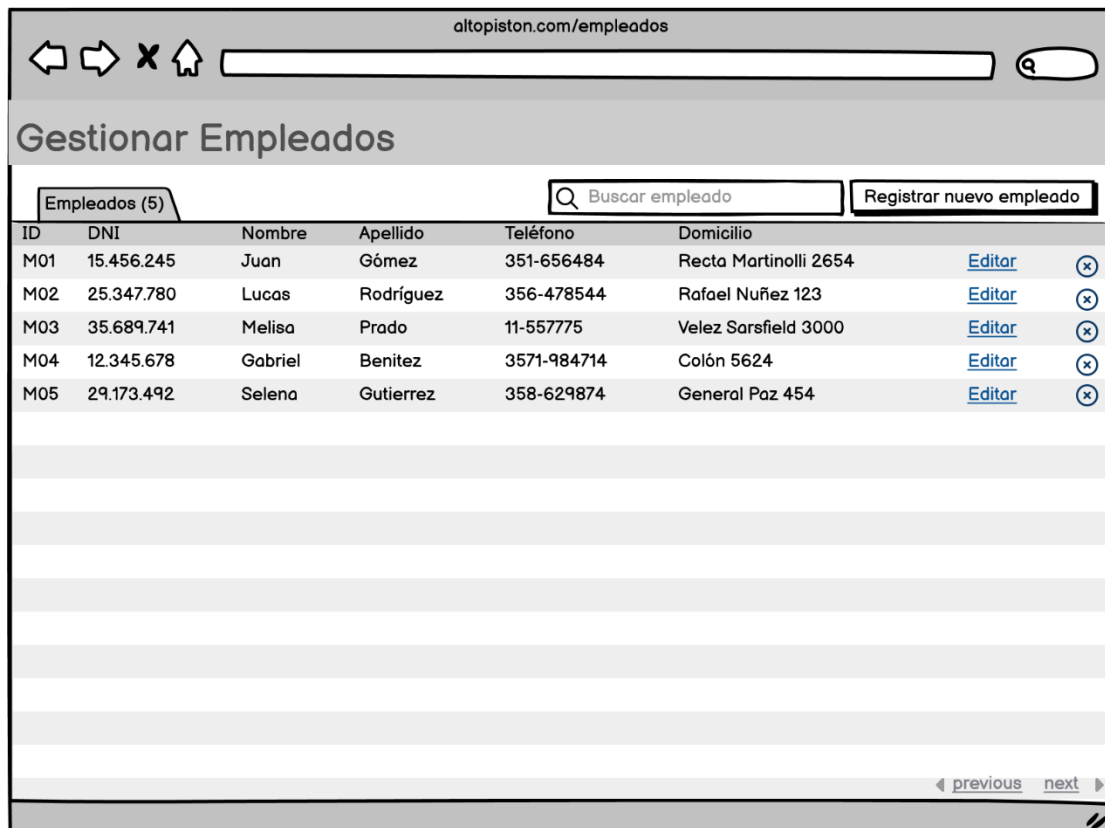 altopiston.com/empleados
Gestionar Empleados
Empleados (5) Buscar empleado Registrar nuevo empleado
ID DNI Nombre Apellido Teléfono Domicilio
M01 15.456.245 Juan Gómez 351-656484 Recta Martinolli 2654 Editar
M02 25.347.780 Lucas Rodríguez 356-478544 Rafael Nuñez 123 Editar
M03 35.689.741 Melisa Prado 11-557775 Velez Sarsfield 3000 Editar
M04 12.345.678 Gabriel Benitez 3571-984714 Colón 5624 Editar
M05 29.173.492 Selena Gutierrez 358-629874 General Paz 454 Editar
previous next